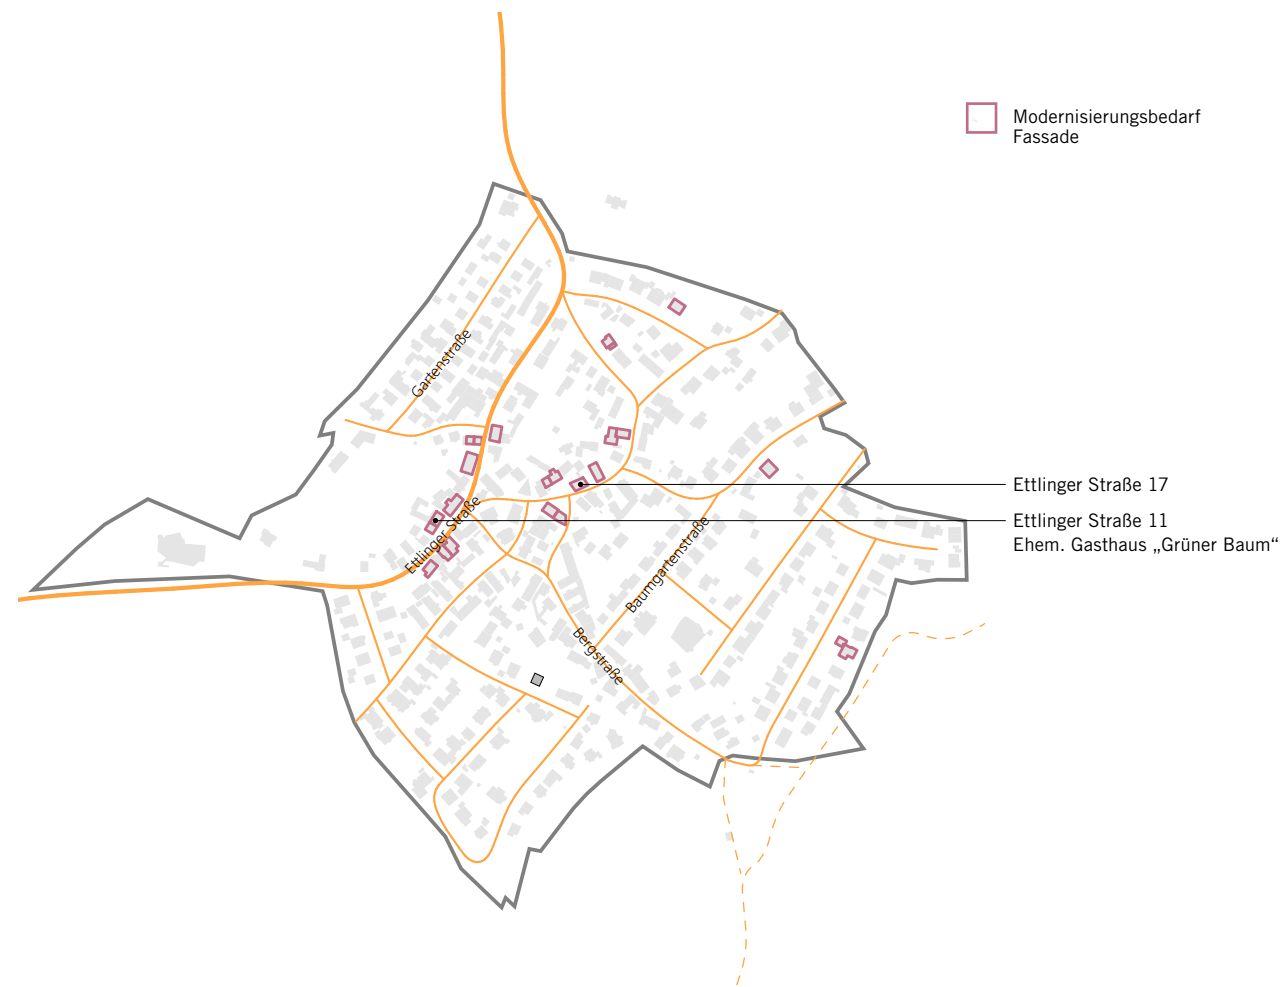 Modernisierungsbedarf
Fassade
Gartenstraße
Ettlinger Straße 17
Ettlinger Straße
Ettlinger Straße 11
Ehem. Gasthaus „Grüner Baum“
Baumgartenstraße
Bergstraße